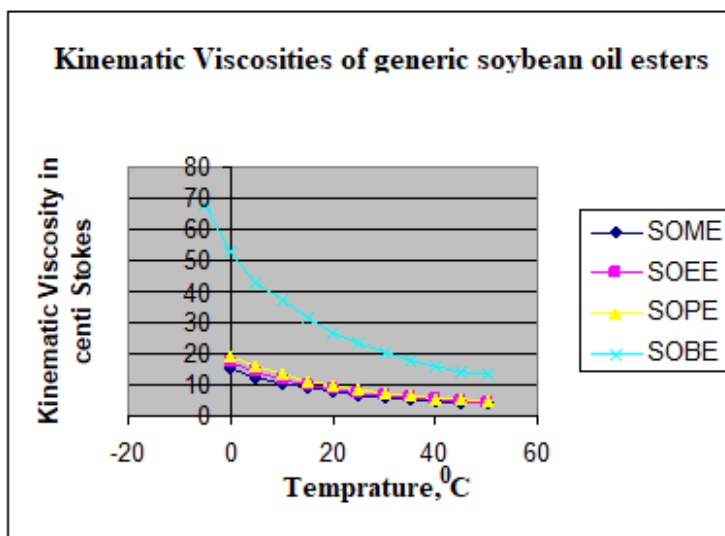 Kinematic Viscosities of generic soybean oil esters
Kinematic Viscosity in
centi Stokes
80
70
60
50
40
30
20
10
0
-20 0 20 40 60
Temprature,⁰C
SOME
SOEE
SOPE
SOBE